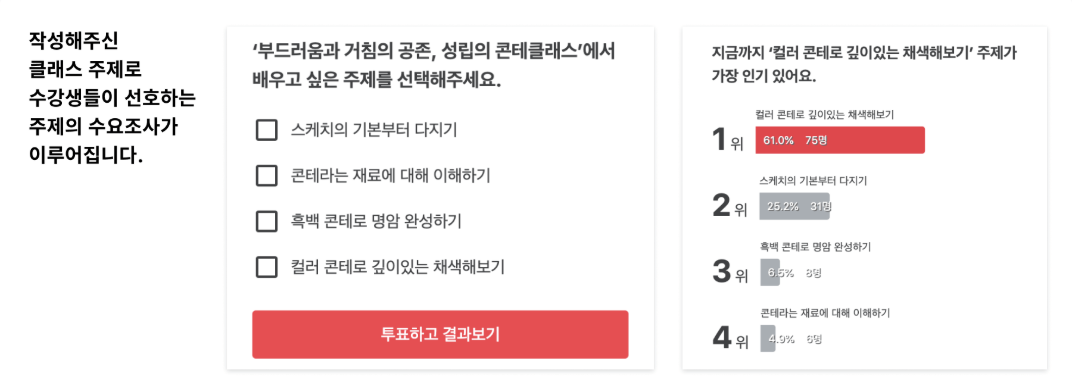 작성해주신
클래스 주제로
수강생들이 선호하는
주제의 수요조사가
이루어집니다.
‘부드러움과 거침의 공존, 성립의 콘테클래스’에서
배우고 싶은 주제를 선택해주세요.
스케치의 기본부터 다지기
콘테라는 재료에 대해 이해하기
흑백 콘테로 명암 완성하기
컬러 콘테로 깊이있는 채색해보기
투표하고 결과보기
지금까지 ‘컬러 콘테로 깊이있는 채색해보기’ 주제가
가장 인기 있어요.
컬러 콘테로 깊이있는 채색해보기
1위 61.0% 75명
스케치의 기본부터 다지기
2위 25.2% 31명
흑백 콘테로 명암 완성하기
3위 6.5% 8명
콘테라는 재료에 대해 이해하기
4위 4.9% 6명